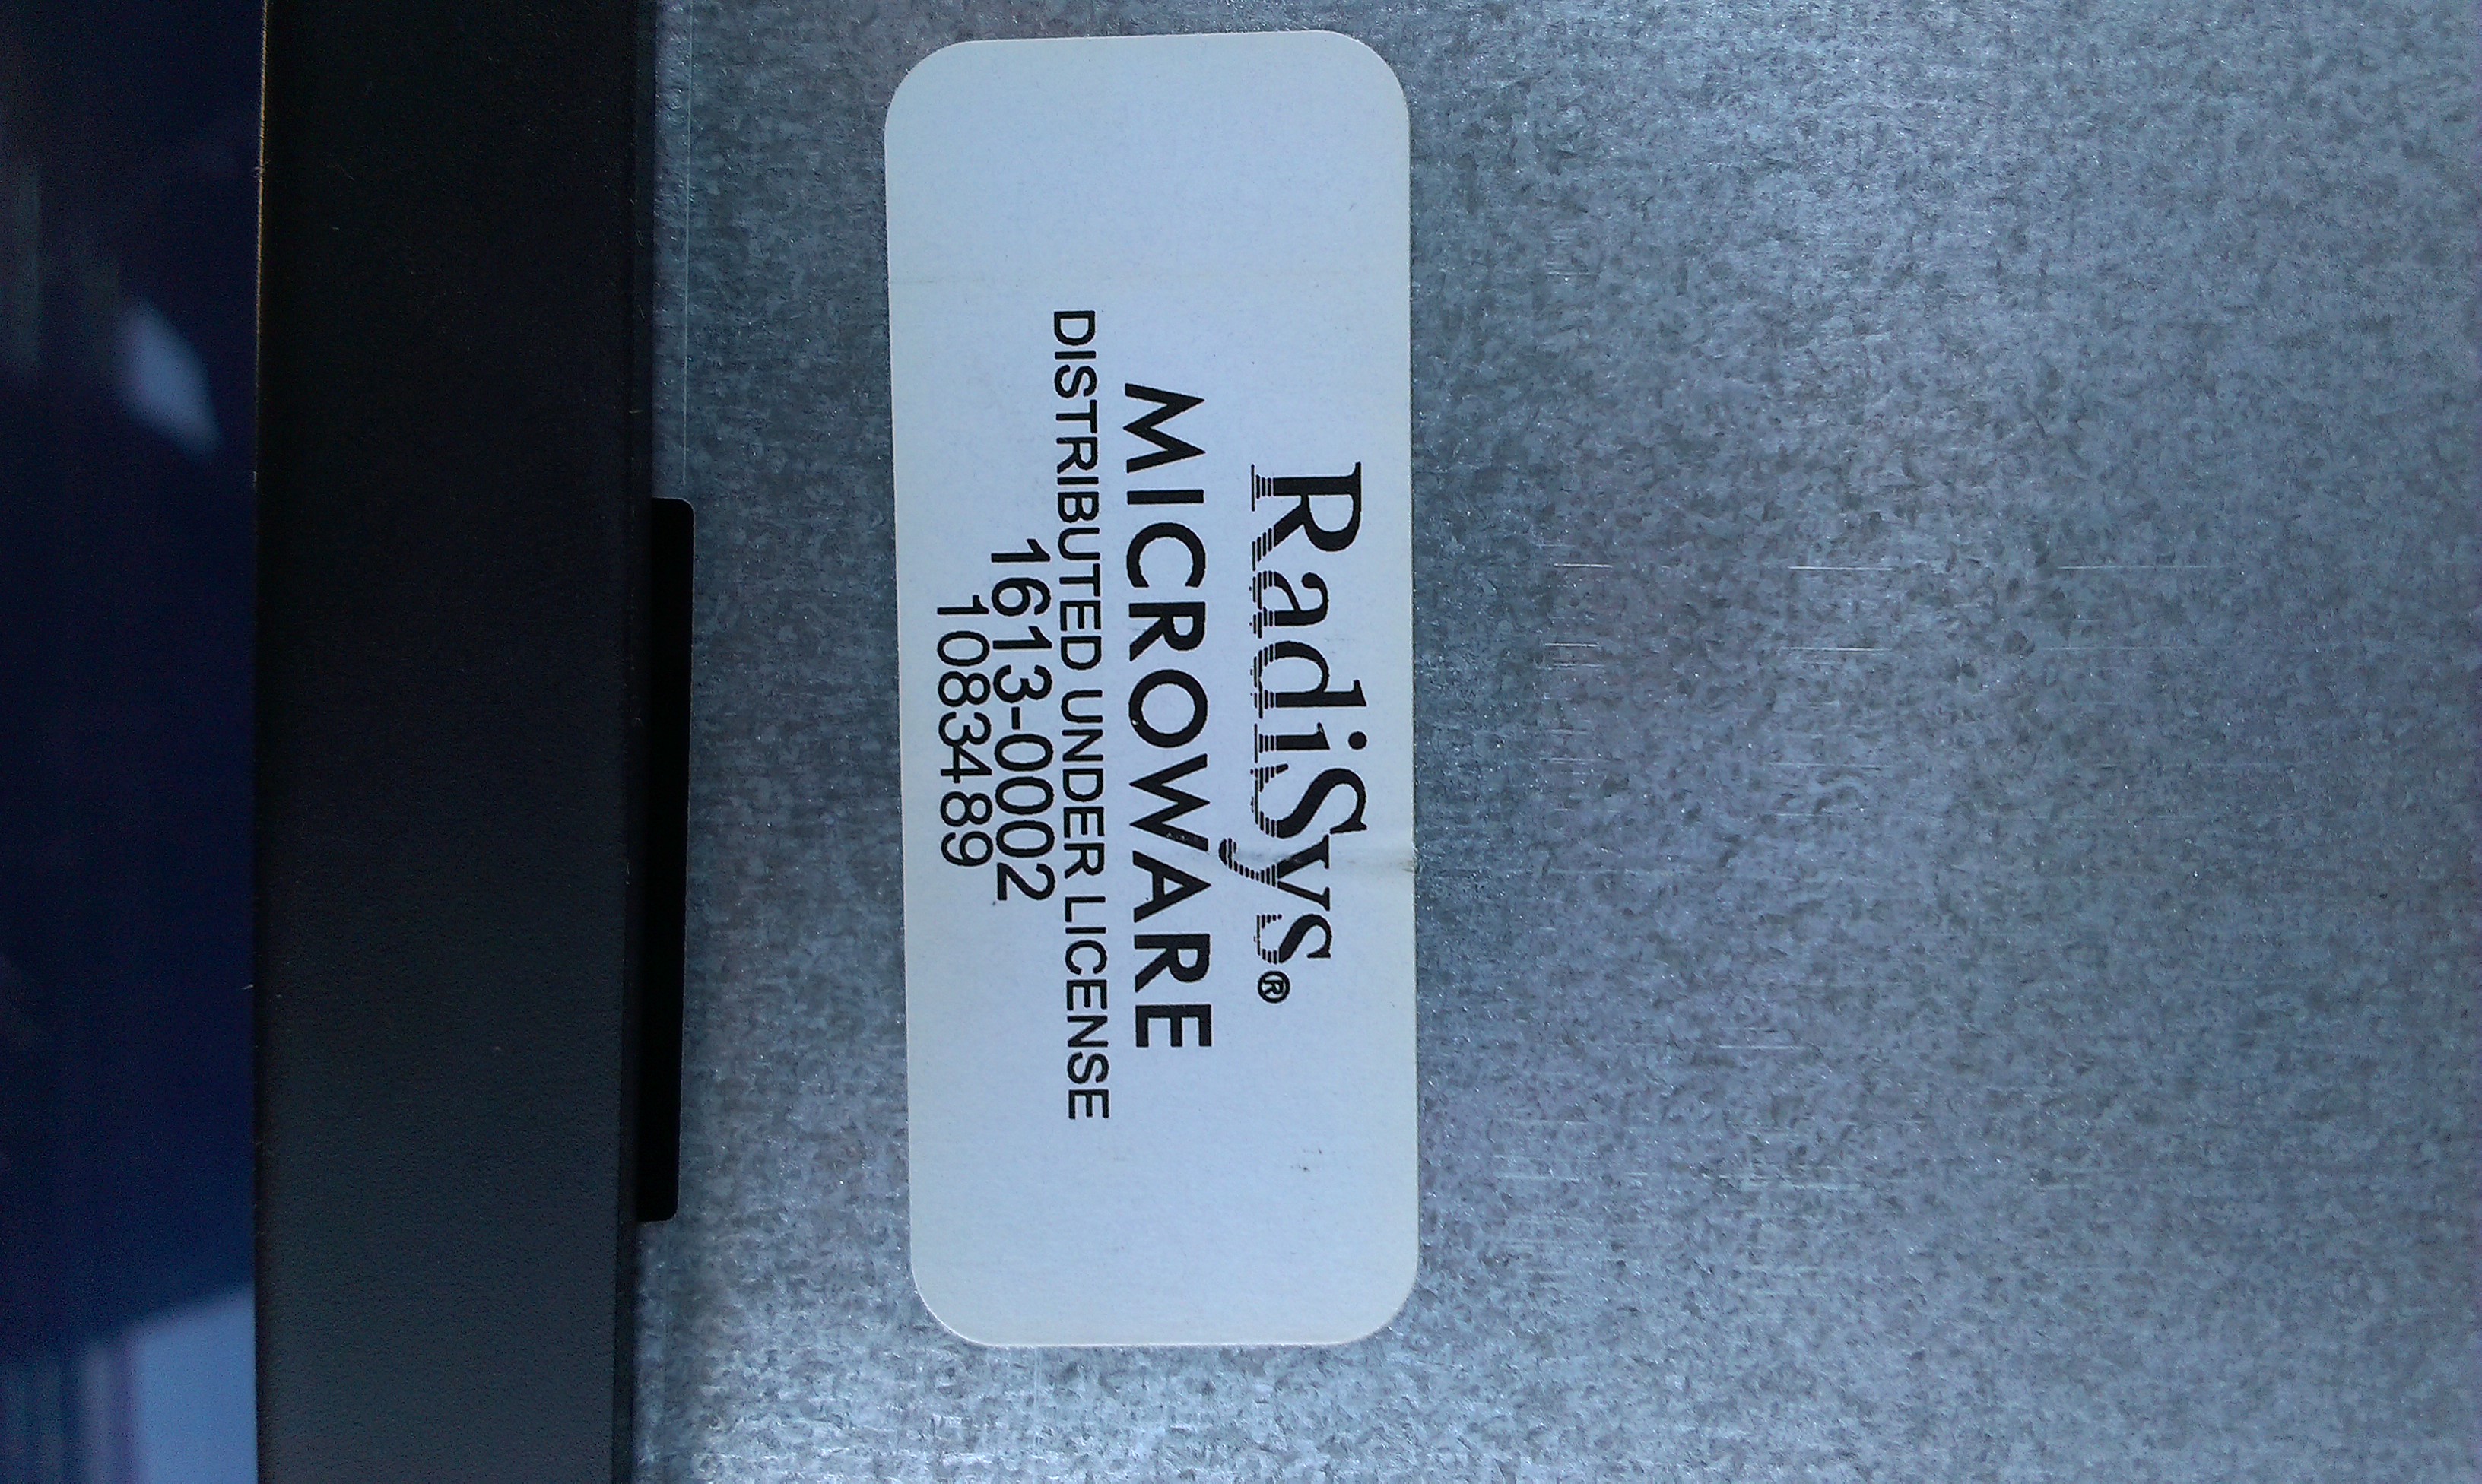 RadiSys®
MICROWARE
DISTRIBUTED UNDER LICENSE
1613-0002
1083489